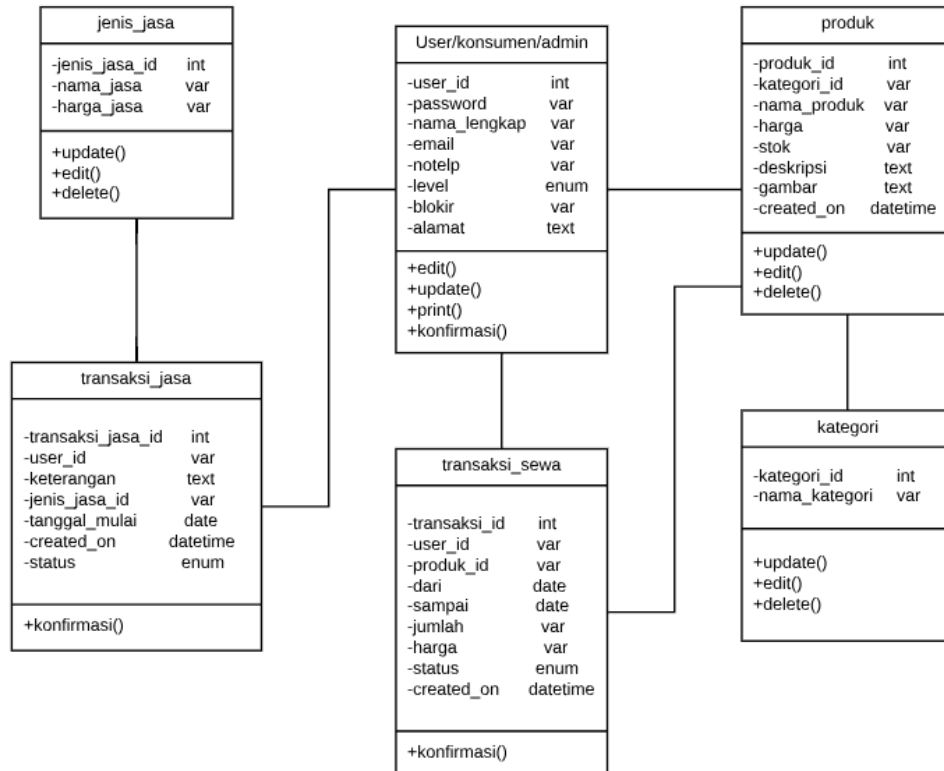 jenis_jasa
-jenis_jasa_id int
-nama_jasa var
-harga_jasa var
+update()
+edit()
+delete()
User/konsumen/admin
-user_id int
-password var
-nama_lengkap var
-email var
-notelp var
-level enum
-blokir var
-alamat text
+edit()
+update()
+print()
+konfirmasi()
produk
-produk_id int
-kategori_id var
-nama_produk var
-harga var
-stok var
-deskripsi text
-gambar text
-created_on datetime
+update()
+edit()
+delete()
transaksi_jasa
-transaksi_jasa_id int
-user_id var
-keterangan text
-jenis_jasa_id var
-tanggal_mulai date
-created_on datetime
-status enum
+konfirmasi()
transaksi_sewa
-transaksi_id int
-user_id var
-produk_id var
-dari date
-sampai date
-jumlah var
-harga var
-status enum
-created_on datetime
+konfirmasi()
kategori
-kategori_id int
-nama_kategori var
+update()
+edit()
+delete()